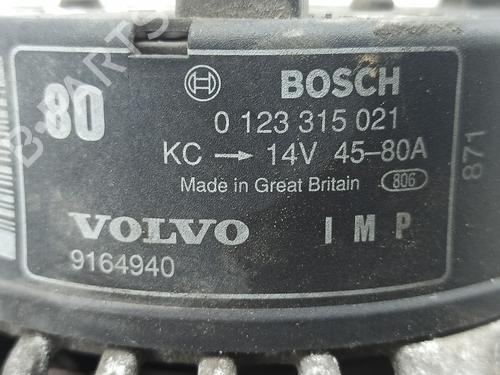 80 BOSCH
0 123 315 021
KC → 14V 45-80A
Made in Great Britain 806
871
VOLVO IMP
9164940
B-PARTS